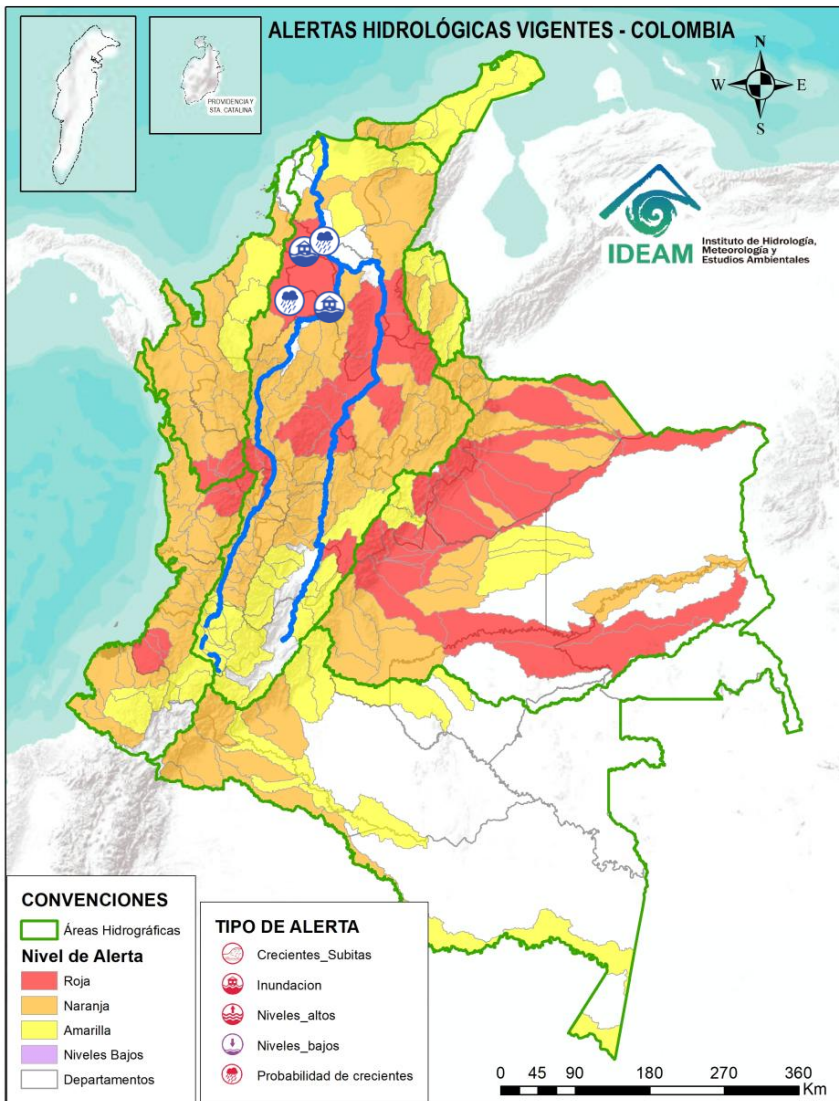 ALERTAS HIDROLÓGICAS VIGENTES - COLOMBIA
PROVIDENCIA Y
STA. CATALINA
N
W
E
S
IDEAM
Instituto de Hidrología,
Meteorología y
Estudios Ambientales
CONVENCIONES
Áreas Hidrográficas
Nivel de Alerta
Roja
Naranja
Amarilla
Niveles Bajos
Departamentos
TIPO DE ALERTA
Crecientes_Subitas
Inundacion
Niveles_altos
Niveles_bajos
Probabilidad de crecientes
0 45 90 180 270 360
Km